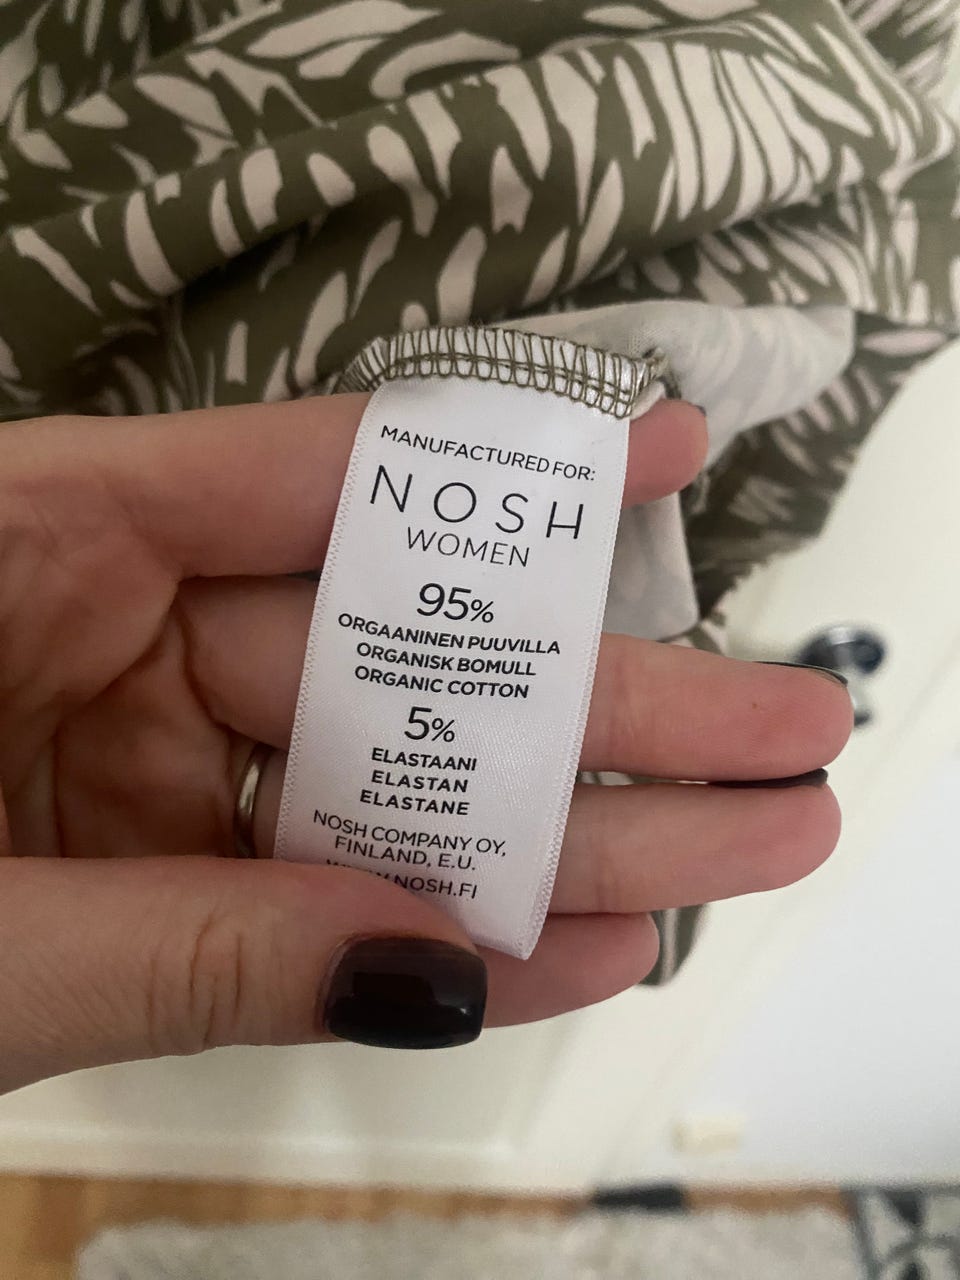 MANUFACTURED FOR:
NOSH
WOMEN
95%
ORGAANINEN PUUVILLA
ORGANISK BOMULL
ORGANIC COTTON
5%
ELASTAANI
ELASTAN
ELASTANE
NOSH COMPANY OY,
FINLAND, E.U.
NOSH.FI